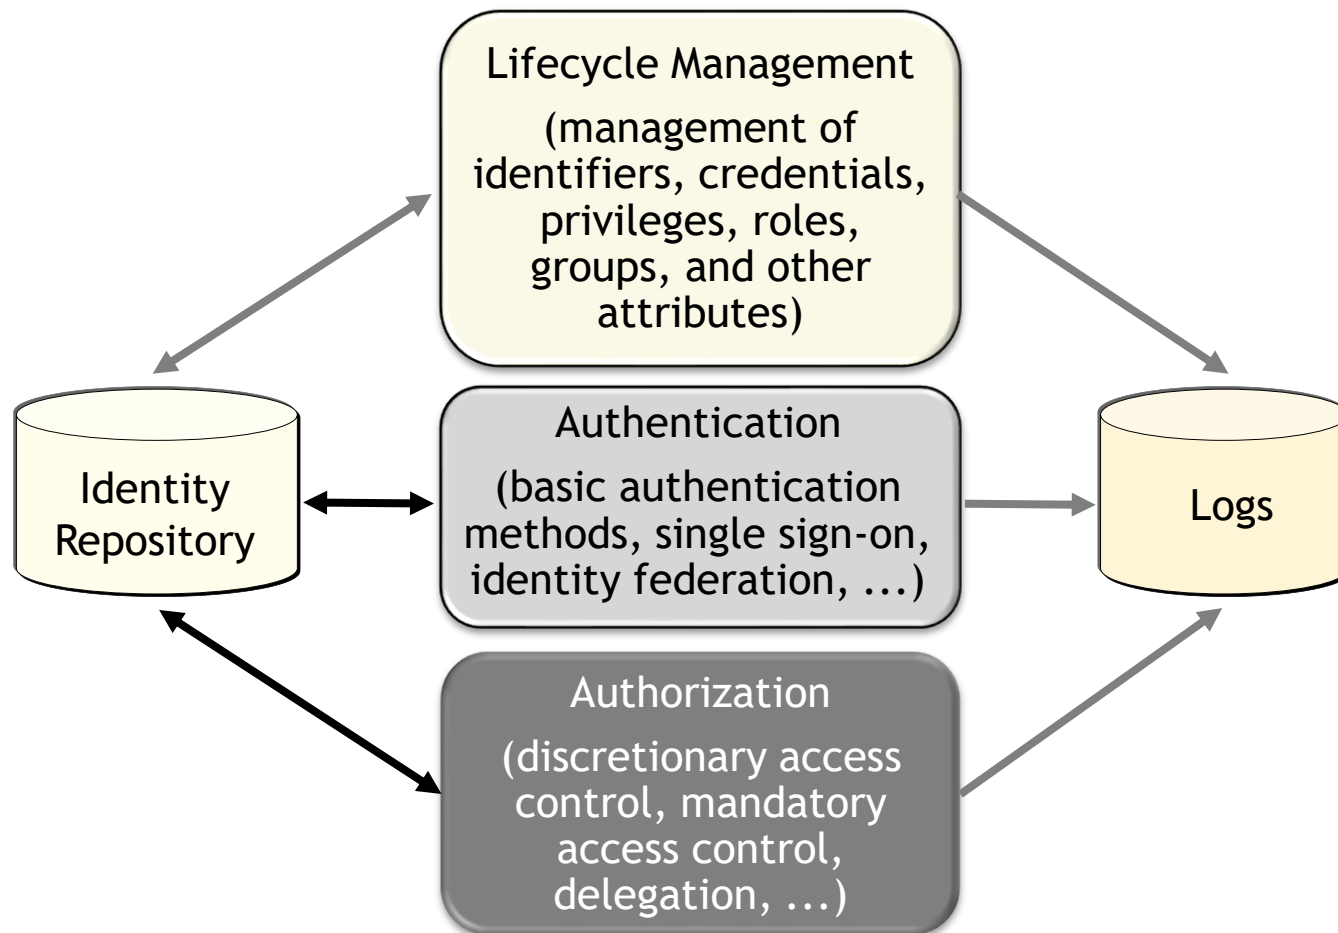 Lifecycle Management
(management of
identifiers, credentials,
privileges, roles,
groups, and other
attributes)
Identity
Repository
Authentication
(basic authentication
methods, single sign-on,
identity federation, ...)
Logs
Authorization
(discretionary access
control, mandatory
access control,
delegation, ...)